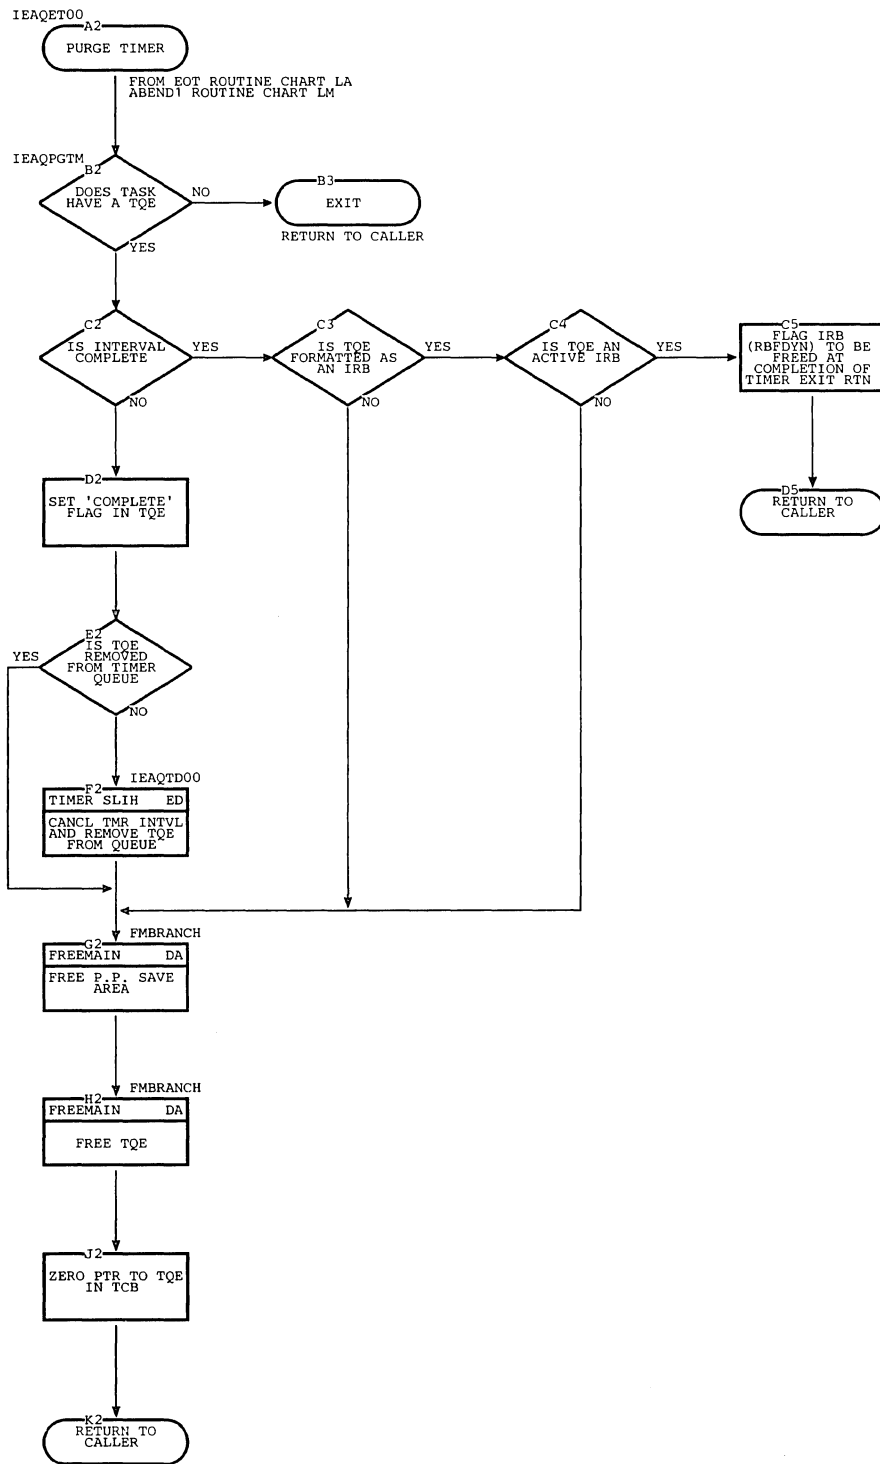 IEAQET00
A2
PURGE TIMER
FROM EOT ROUTINE CHART LA
ABEND1 ROUTINE CHART LM
IEAQPGTM
B2
DOES TASK
HAVE A TQE
NO
YES
B3
EXIT
RETURN TO CALLER
C2
IS INTERVAL
COMPLETE
YES
NO
C3
IS TQE
FORMATTED AS
AN IRB
YES
NO
C4
IS TQE AN
ACTIVE IRB
YES
NO
C5
FLAG IRB
(RBFDYN) TO BE
FREED AT
COMPLETION OF
TIMER EXIT RTN
D2
SET 'COMPLETE'
FLAG IN TQE
D5
RETURN TO
CALLER
E2
IS TQE
REMOVED
FROM TIMER
QUEUE
YES
NO
IEAQTD00
F2
TIMER SLIH ED
CANCL TMR INTVL
AND REMOVE TQE
FROM QUEUE
FMBRANCH
G2
FREEMAIN DA
FREE P.P. SAVE
AREA
FMBRANCH
H2
FREEMAIN DA
FREE TQE
J2
ZERO PTR TO TQE
IN TCB
K2
RETURN TO
CALLER